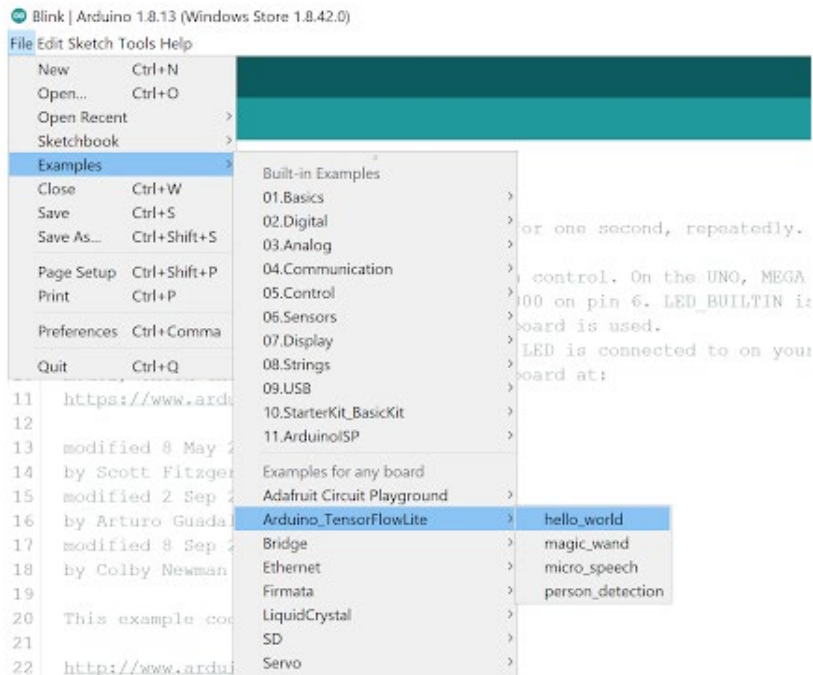 Blink | Arduino 1.8.13 (Windows Store 1.8.42.0)
File Edit Sketch Tools Help
New Ctrl+N
Open... Ctrl+O
Open Recent
Sketchbook
Examples
Close Ctrl+W
Save Ctrl+S
Save As... Ctrl+Shift+S
Page Setup Ctrl+Shift+P
Print Ctrl+P
Preferences Ctrl+Comma
Quit Ctrl+Q
Built-in Examples
01.Basics
02.Digital
03.Analog
04.Communication
05.Control
06.Sensors
07.Display
08.Strings
09.USB
10.StarterKit_BasicKit
11.ArduinoISP
Examples for any board
Adafruit Circuit Playground
Arduino_TensorFlowLite
Bridge
Ethernet
Firmata
LiquidCrystal
SD
Servo
hello_world
magic_wand
micro_speech
person_detection
or one second, repeatedly.
control. On the UNO, MEGA
on pin 6. LED_BUILTIN
board is used.
LED is connected to on your
board at:
11 https://www.ardu
12
13 modified 8 May 2
14 by Scott Fitzger
15 modified 2 Sep 2
16 by Arturo Guadal
17 modified 8 Sep 2
18 by Colby Newman
19
20 This example cod
21
22 http://www.ardui